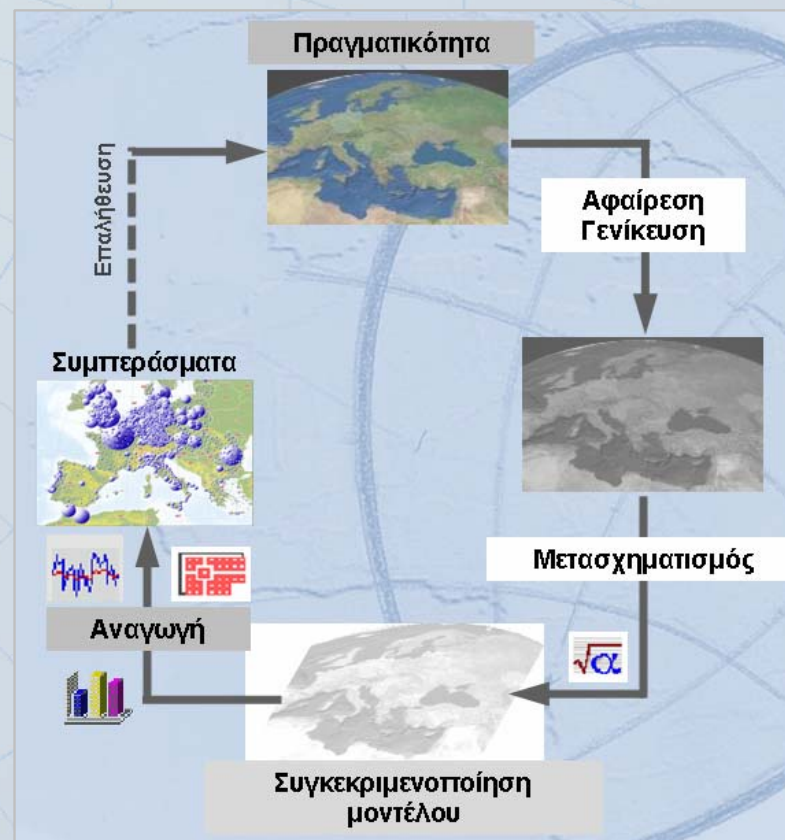 Πραγματικότητα
Αφαίρεση
Γενίκευση
Επαλήθευση
Συμπεράσματα
Μετασχηματισμός
Αναγωγή
√α
Συγκεκριμενοποίηση
μοντέλου